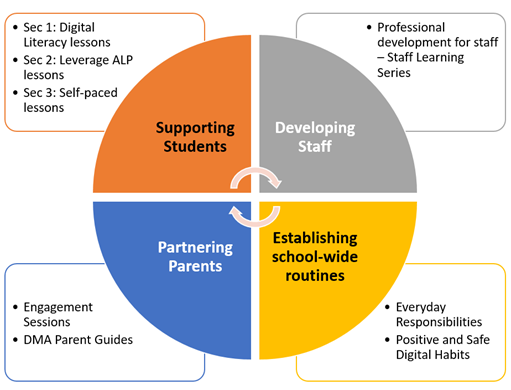 • Sec 1: Digital
Literacy lessons
• Sec 2: Leverage ALP
lessons
• Sec 3: Self-paced
lessons
• Professional
development for staff
– Staff Learning
Series
Supporting
Students
Developing
Staff
Partnering
Parents
Establishing
school-wide
routines
• Engagement
Sessions
• DMA Parent Guides
• Everyday
Responsibilities
• Positive and Safe
Digital Habits